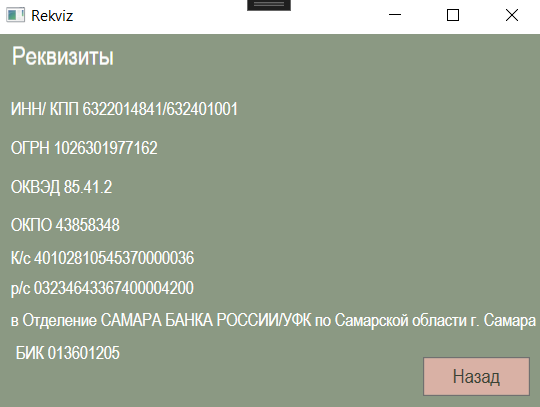 Rekviz
Реквизиты
ИНН/ КПП 6322014841/632401001
ОГРН 1026301977162
ОКВЭД 85.41.2
ОКПО 43858348
К/с 40102810545370000036
р/с 03234643367400004200
в Отделение САМАРА БАНКА РОССИИ/УФК по Самарской области г. Самара
БИК 013601205
Назад